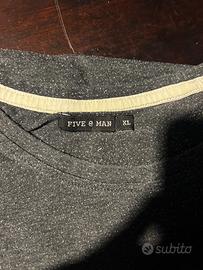 FIVE & MAN XL
subito